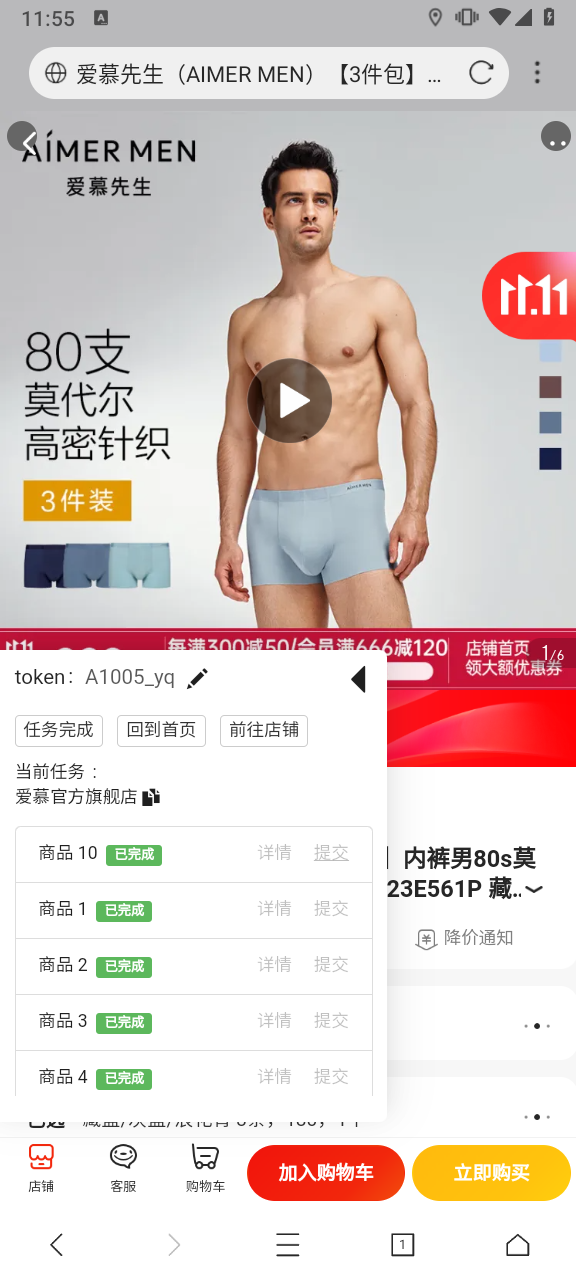 11:55
A
爱慕先生（AIMER MEN）【3件包】...
AÍMER MEN
爱慕先生
11.11
80支
莫代尔
高密针织
3件装
AÍMER MEN
每满300减50/会员满666减120
店铺首页
领大额优惠券
1/6
token： A1005_yq
任务完成
回到首页
前往店铺
当前任务：
爱慕官方旗舰店
商品 10 已完成 详情 提交
商品 1 已完成 详情 提交
商品 2 已完成 详情 提交
商品 3 已完成 详情 提交
商品 4 已完成 详情 提交
内裤男80s莫
23E561P 藏..
降价通知
店铺
客服
购物车
加入购物车
立即购买
1